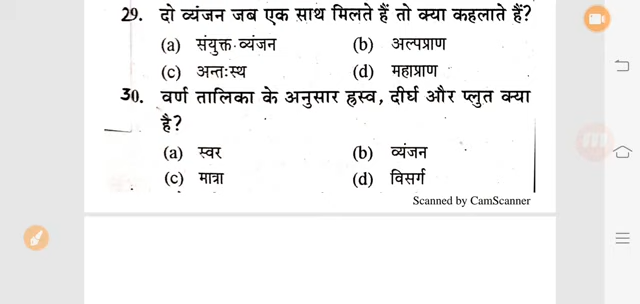 29. दो व्यंजन जब एक साथ मिलते हैं तो क्या कहलाते हैं?
(a) संयुक्त व्यंजन (b) अल्पप्राण
(c) अन्तःस्थ (d) महाप्राण
30. वर्ण तालिका के अनुसार ह्रस्व, दीर्घ और प्लुत क्या
है?
(a) स्वर (b) व्यंजन
(c) मात्रा (d) विसर्ग
Scanned by CamScanner